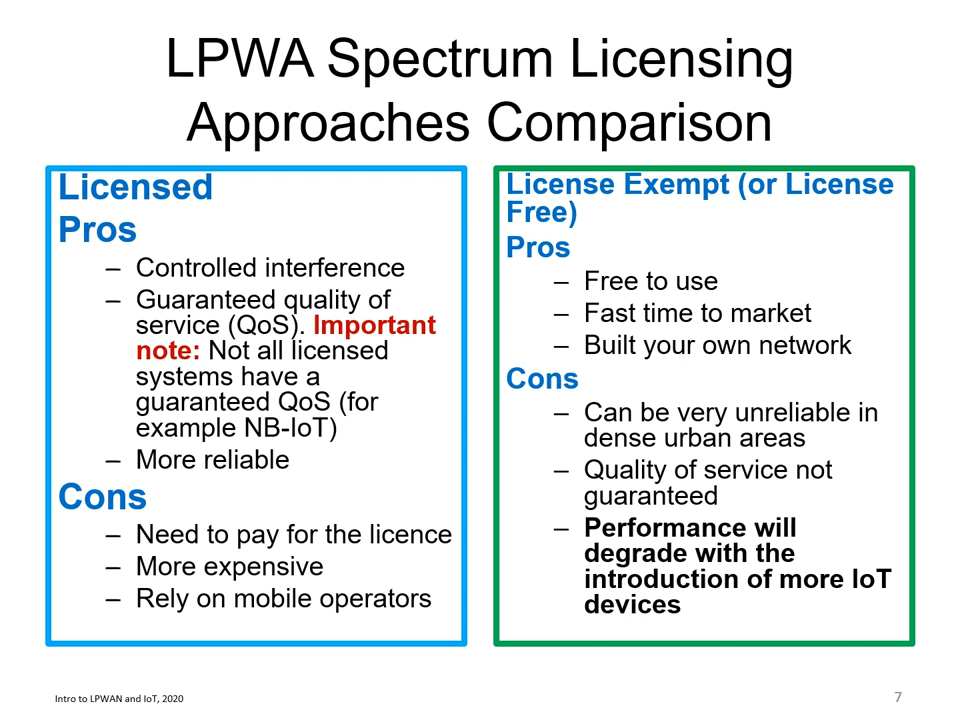 LPWA Spectrum Licensing
Approaches Comparison
Licensed
Pros
– Controlled interference
– Guaranteed quality of
service (QoS). Important
note: Not all licensed
systems have a
guaranteed QoS (for
example NB-IoT)
– More reliable
Cons
– Need to pay for the licence
– More expensive
– Rely on mobile operators
License Exempt (or License
Free)
Pros
– Free to use
– Fast time to market
– Built your own network
Cons
– Can be very unreliable in
dense urban areas
– Quality of service not
guaranteed
– Performance will
degrade with the
introduction of more IoT
devices
Intro to LPWAN and IoT, 2020
7